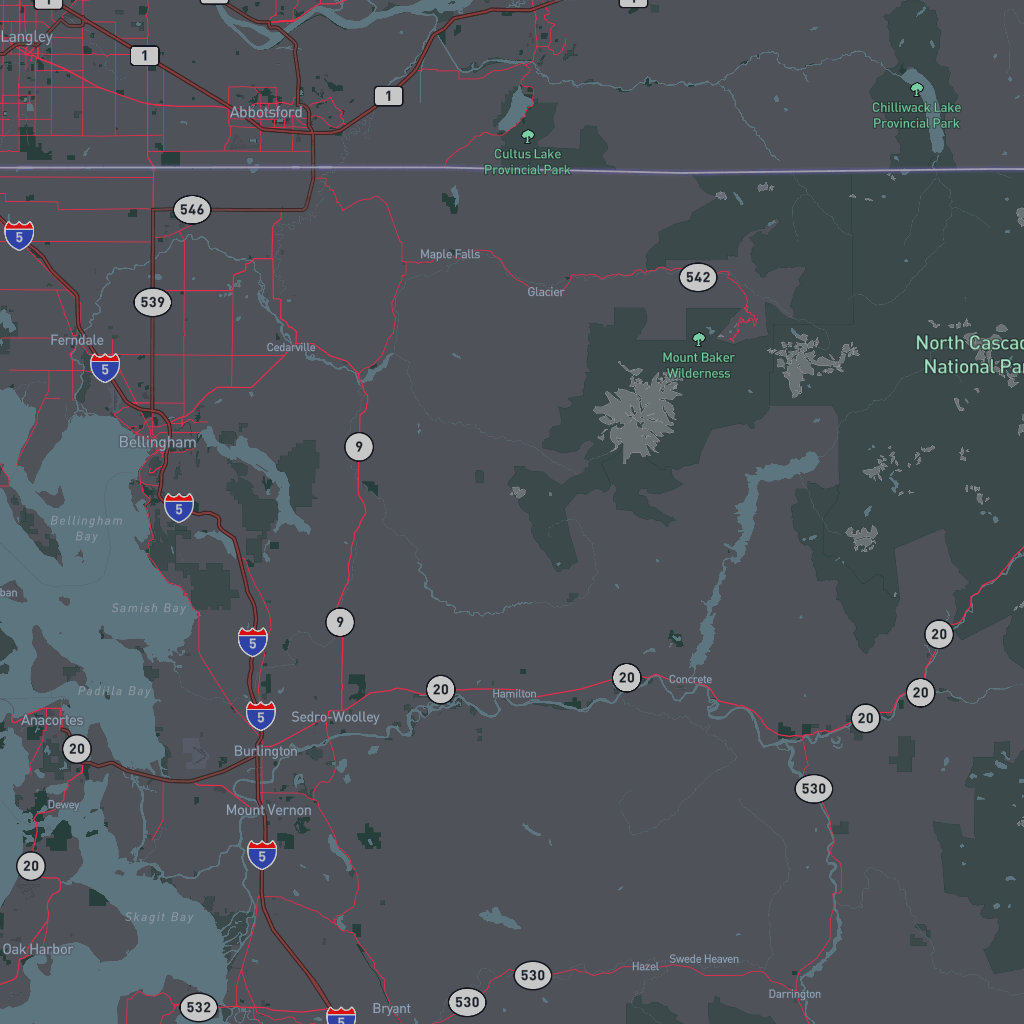 1
1
Langley
1
1
Abbotsford
Chilliwack Lake
Provincial Park
Cultus Lake
Provincial Park
546
5
Maple Falls
542
Glacier
539
Ferndale
Cedarville
North Cascad
National Par
Mount Baker
Wilderness
5
Bellingham
9
5
Bellingham
Bay
ban
Samish Bay
9
5
20
Padilla Bay
20
20
Hamilton
Concrete
20
20
Anacortes
5
Sedro-Woolley
20
Burlington
530
Dewey
Mount Vernon
5
20
Skagit Bay
Oak Harbor
Swede Heaven
Hazel
530
Darrington
530
532
Bryant
5